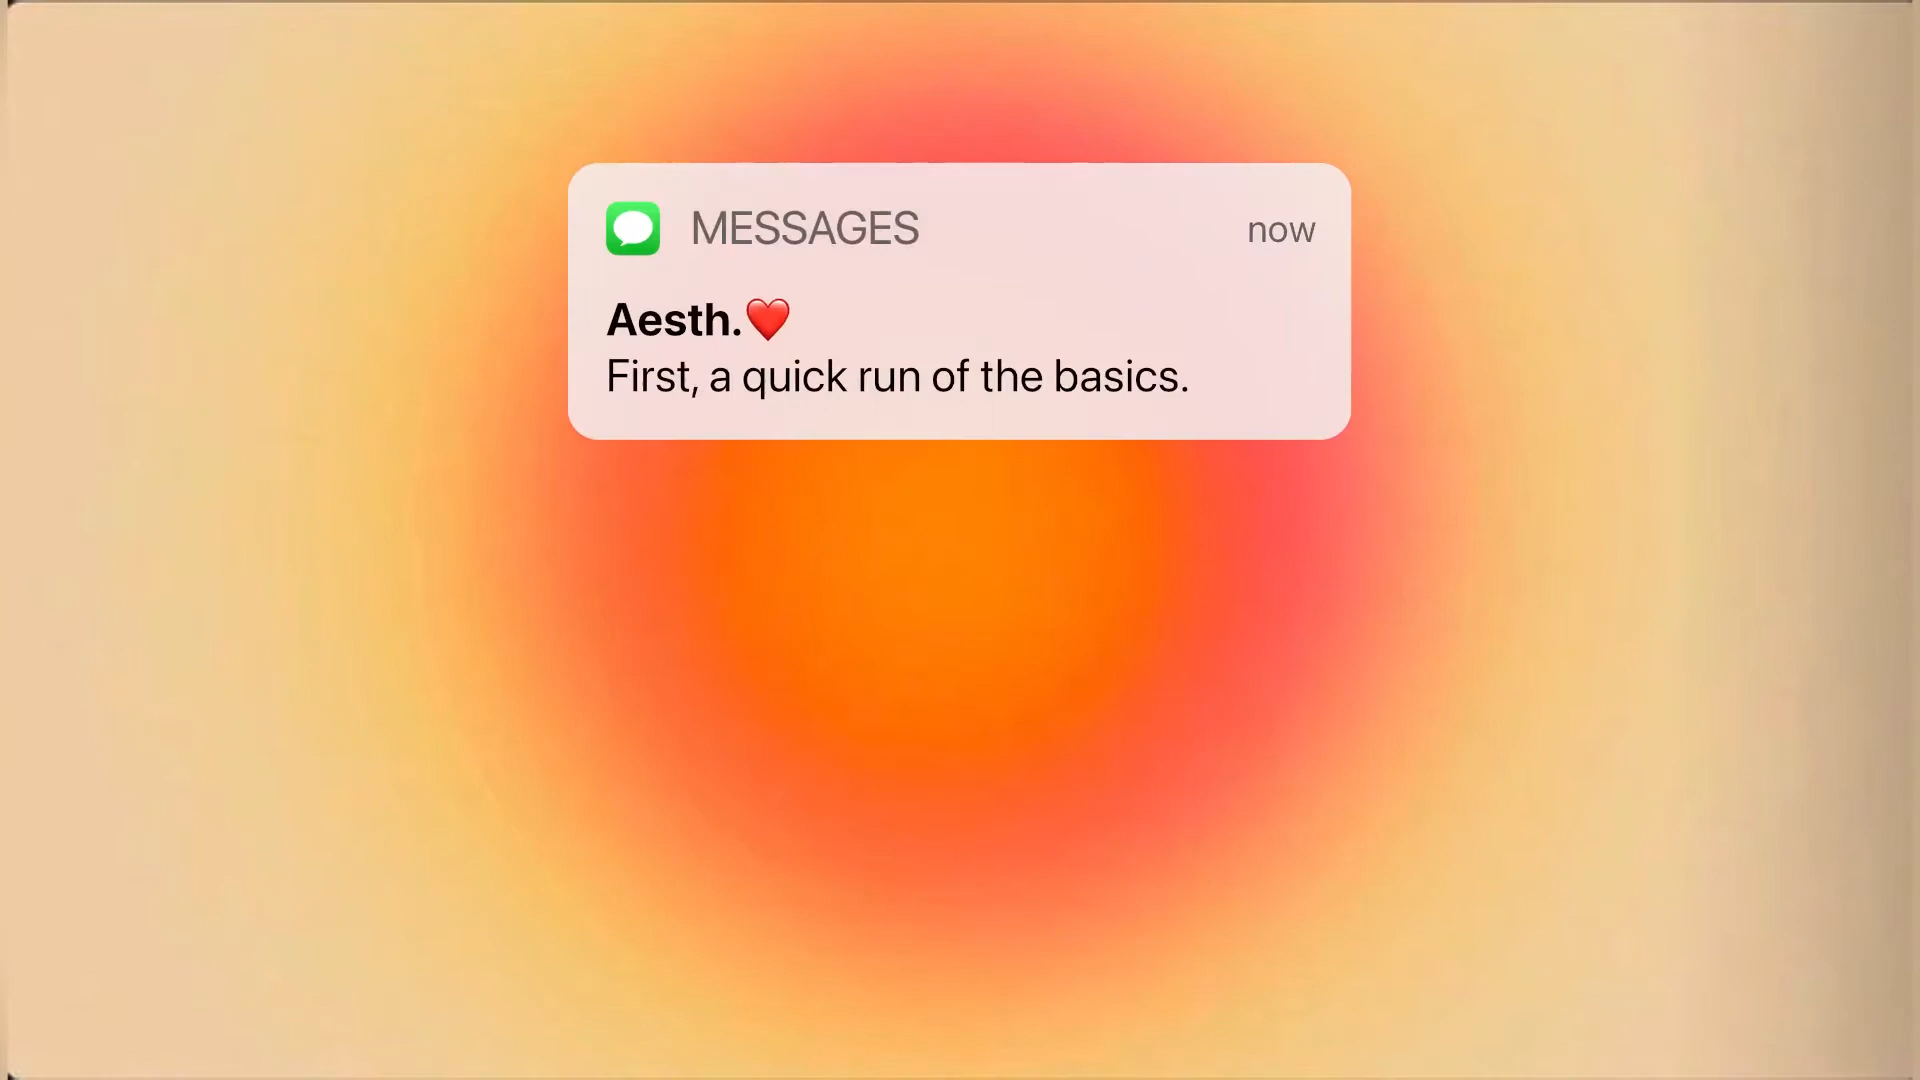 MESSAGES now
Aesth.❤️
First, a quick run of the basics.